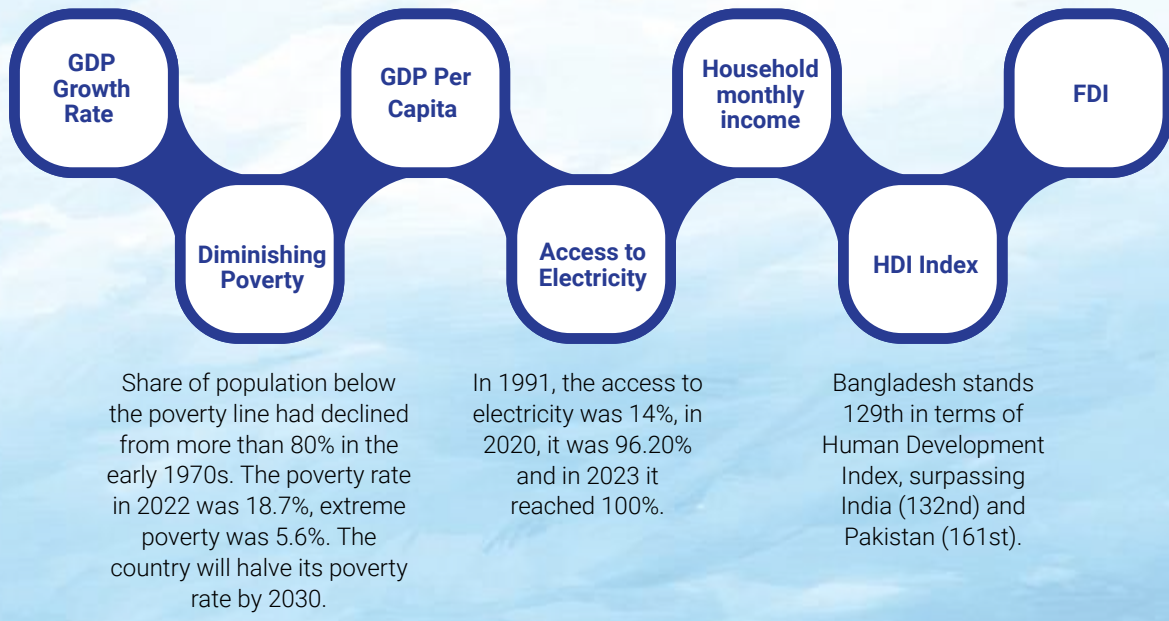 GDP
Growth
Rate
GDP Per
Capita
Household
monthly
income
FDI
Diminishing
Poverty
Access to
Electricity
HDI Index
Share of population below
the poverty line had declined
from more than 80% in the
early 1970s. The poverty rate
in 2022 was 18.7%, extreme
poverty was 5.6%. The
country will halve its poverty
rate by 2030.
In 1991, the access to
electricity was 14%, in
2020, it was 96.20%
and in 2023 it
reached 100%.
Bangladesh stands
129th in terms of
Human Development
Index, surpassing
India (132nd) and
Pakistan (161st).